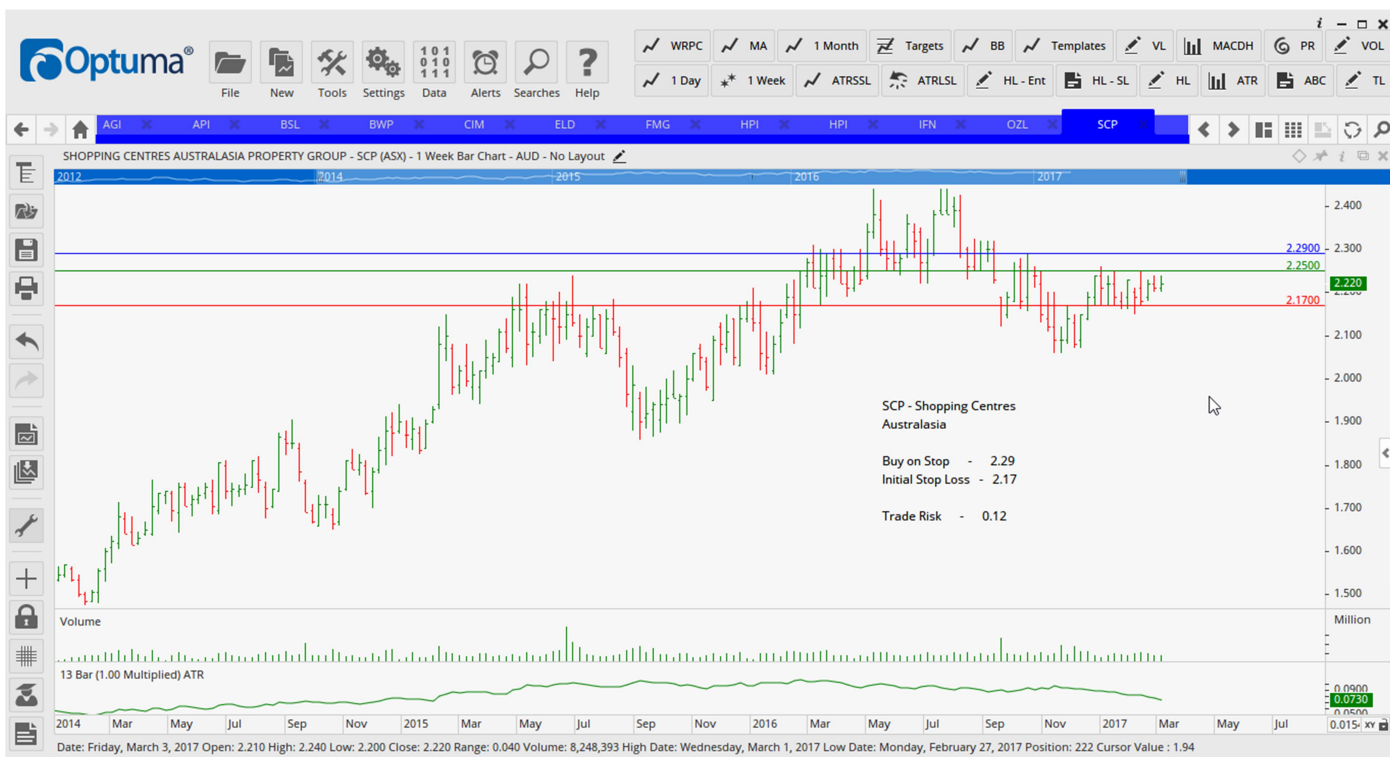 Optuma®
File
New
Tools
Settings
101 010 111
Data
Alerts
Searches
?
Help
i
WRPC MA 1 Month Targets BB Templates VL MACDH PR VOL
1 Day 1 Week ATRSSL ATRLSL HL - Ent HL - SL HL ATR ABC TL
AGI API BSL BWP CIM ELD FMG HPI HPI IFN OZL SCP
SHOPPING CENTRES AUSTRALASIA PROPERTY GROUP - SCP (ASX) - 1 Week Bar Chart - AUD - No Layout
2012 2014 2015 2016 2017
2.400
2.2900
2.300
2.2500
2.220
2.1700
2.100
2.000
1.900
1.800
1.700
1.600
1.500
SCP - Shopping Centres
Australasia
Buy on Stop - 2.29
Initial Stop Loss - 2.17
Trade Risk - 0.12
Volume
Million
13 Bar (1.00 Multiplied) ATR
0.0900
0.0730
2014 Mar May Jul Sep Nov 2015 Mar May Jul Sep Nov 2016 Mar May Jul Sep Nov 2017 Mar May Jul
XY
Date: Friday, March 3, 2017 Open: 2.210 High: 2.240 Low: 2.200 Close: 2.220 Range: 0.040 Volume: 8,248,393 High Date: Wednesday, March 1, 2017 Low Date: Monday, February 27, 2017 Position: 222 Cursor Value : 1.94